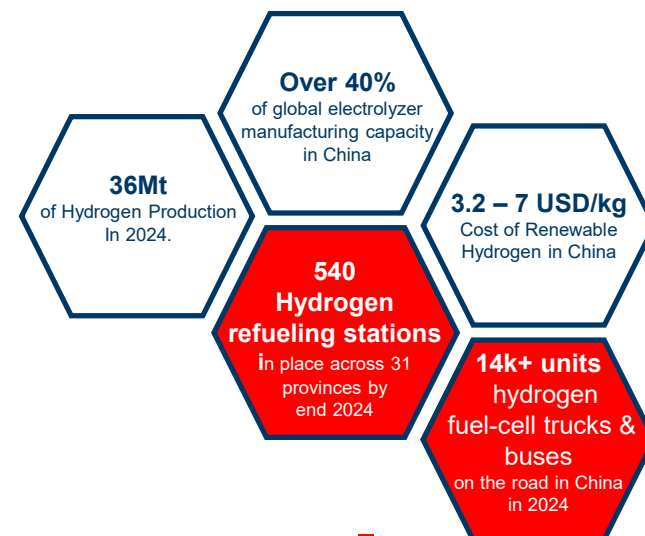 Over 40%
of global electrolyzer
manufacturing capacity
in China
36Mt
of Hydrogen Production
In 2024.
3.2 – 7 USD/kg
Cost of Renewable
Hydrogen in China
540
Hydrogen
refueling stations
in place across 31
provinces by
end 2024
14k+ units
hydrogen
fuel-cell trucks &
buses
on the road in China
in 2024